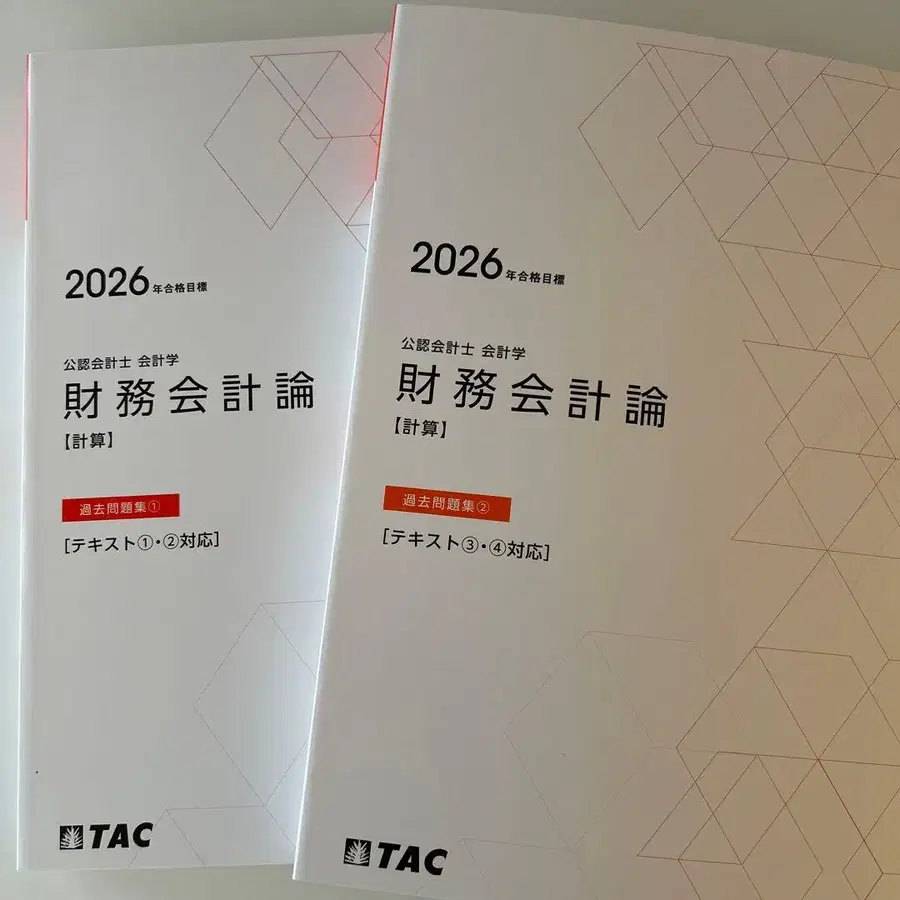 2026年合格目標
公認会計士 会計学
財務会計論
【計算】
過去問題集①
[テキスト①・②対応]
TAC
2026年合格目標
公認会計士 会計学
財務会計論
【計算】
過去問題集②
[テキスト③・④対応]
TAC